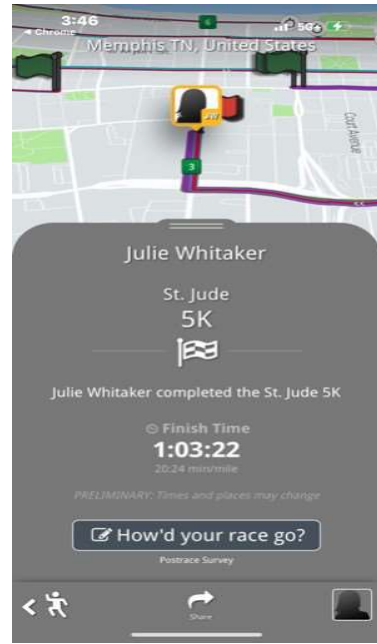 3:46
5G
Chrome
Memphis TN, United States
6
JW
Court Avenue
3
Julie Whitaker
St. Jude
5K
Julie Whitaker completed the St. Jude 5K
Finish Time
1:03:22
20:24 min/mile
PRELIMINARY: Times and places may change
How'd your race go?
Postrace Survey
Share